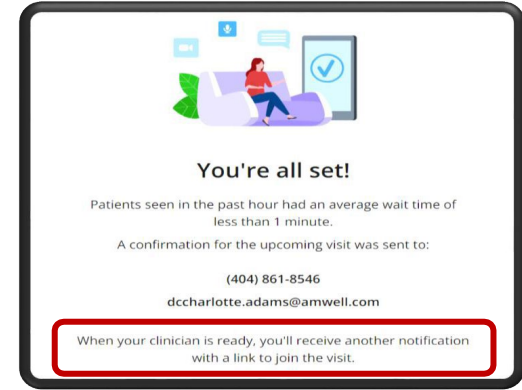 You're all set!
Patients seen in the past hour had an average wait time of
less than 1 minute.
A confirmation for the upcoming visit was sent to:
(404) 861-8546
dccharlotte.adams@amwell.com
When your clinician is ready, you'll receive another notification
with a link to join the visit.